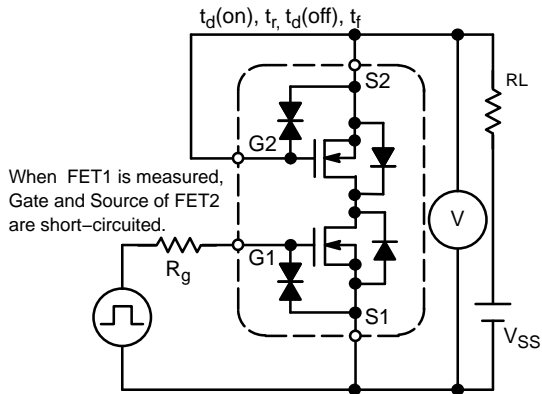 td(on), tr, td(off), tf
S2
RL
G2
When FET1 is measured,
Gate and Source of FET2
are short−circuited.
V
G1
Rg
S1
VSS